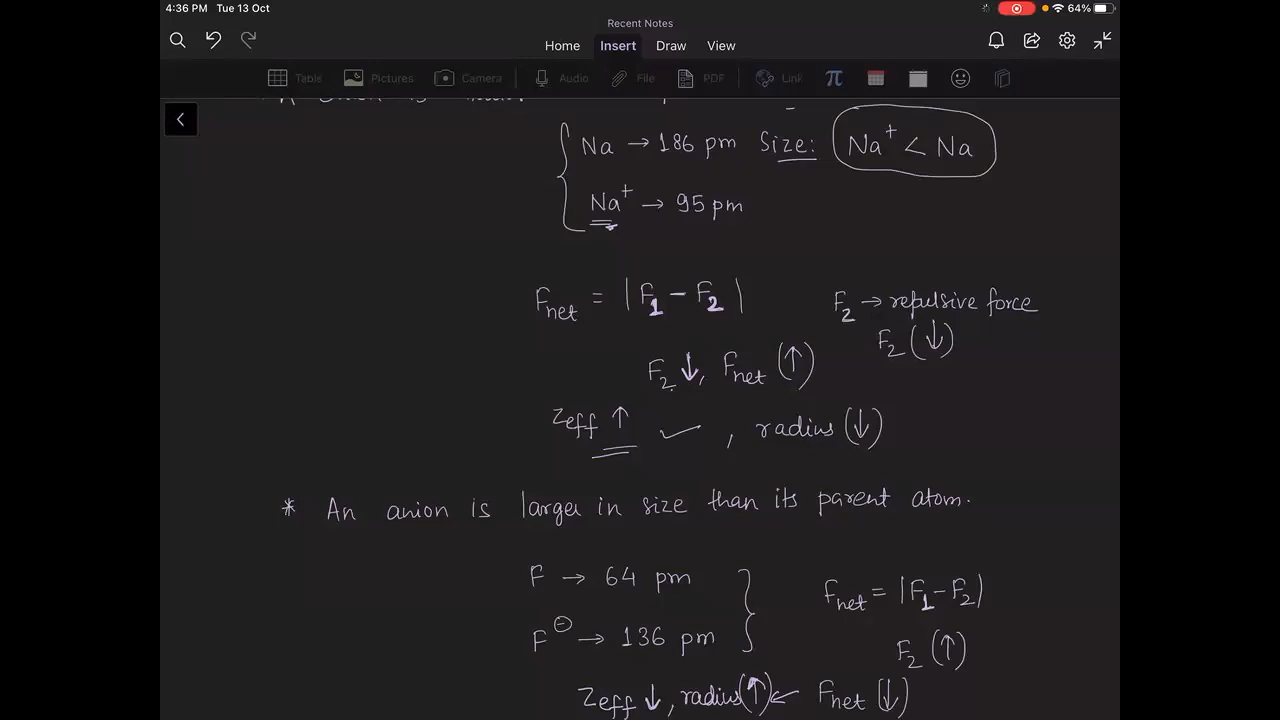 4:36 PM Tue 13 Oct
64%
Recent Notes
Home Insert Draw View
Table Pictures Camera Audio File PDF Link π
Na → 186 pm Size: Na⁺ < Na
Na⁺ → 95 pm
Fnet = |F₁ − F₂| F₂ → repulsive force
F₂ (↓)
F₂ ↓, Fnet (↑)
Zeff ↑ ✓, radius (↓)
* An anion is larger in size than its parent atom.
F → 64 pm
Fnet = |F₁ − F₂|
F⊖ → 136 pm
F₂ (↑)
Zeff ↓, radius (↑) ← Fnet (↓)